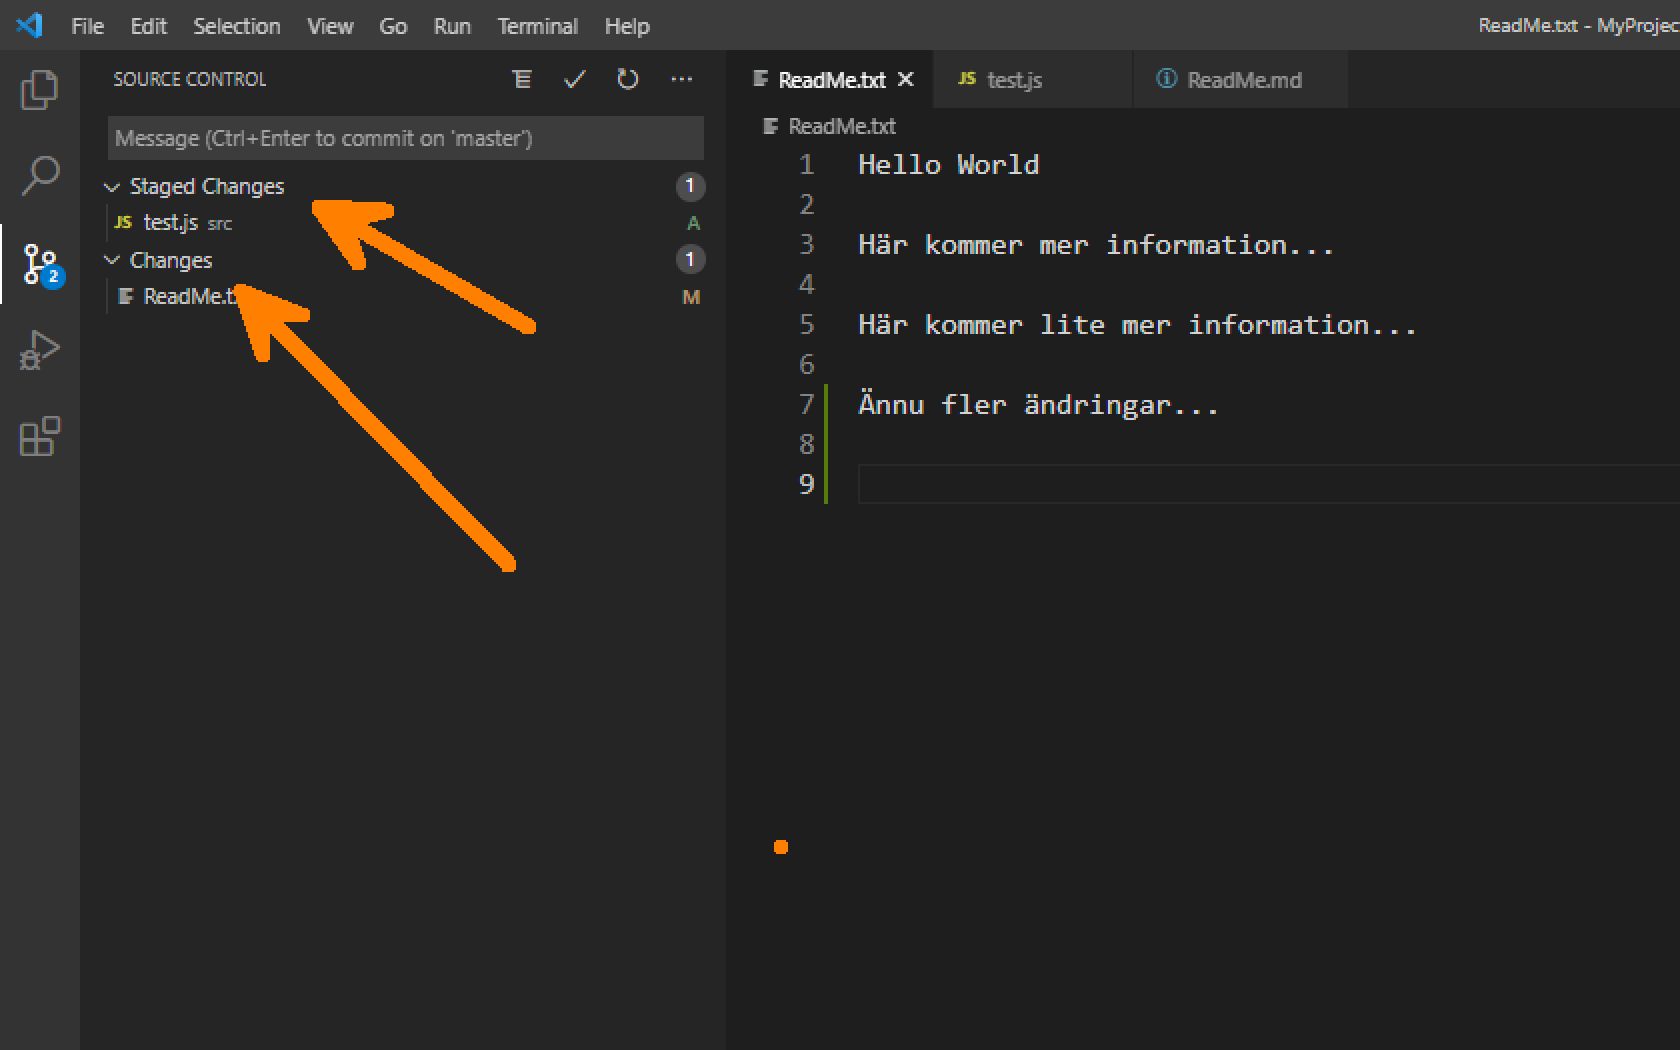 File Edit Selection View Go Run Terminal Help
ReadMe.txt - MyProjec
SOURCE CONTROL
Message (Ctrl+Enter to commit on 'master')
Staged Changes 1
JS test.js src A
Changes 1
ReadMe.t M
2
ReadMe.txt
JS test.js
ReadMe.md
ReadMe.txt
1 Hello World
2
3 Här kommer mer information...
4
5 Här kommer lite mer information...
6
7 Ännu fler ändringar...
8
9